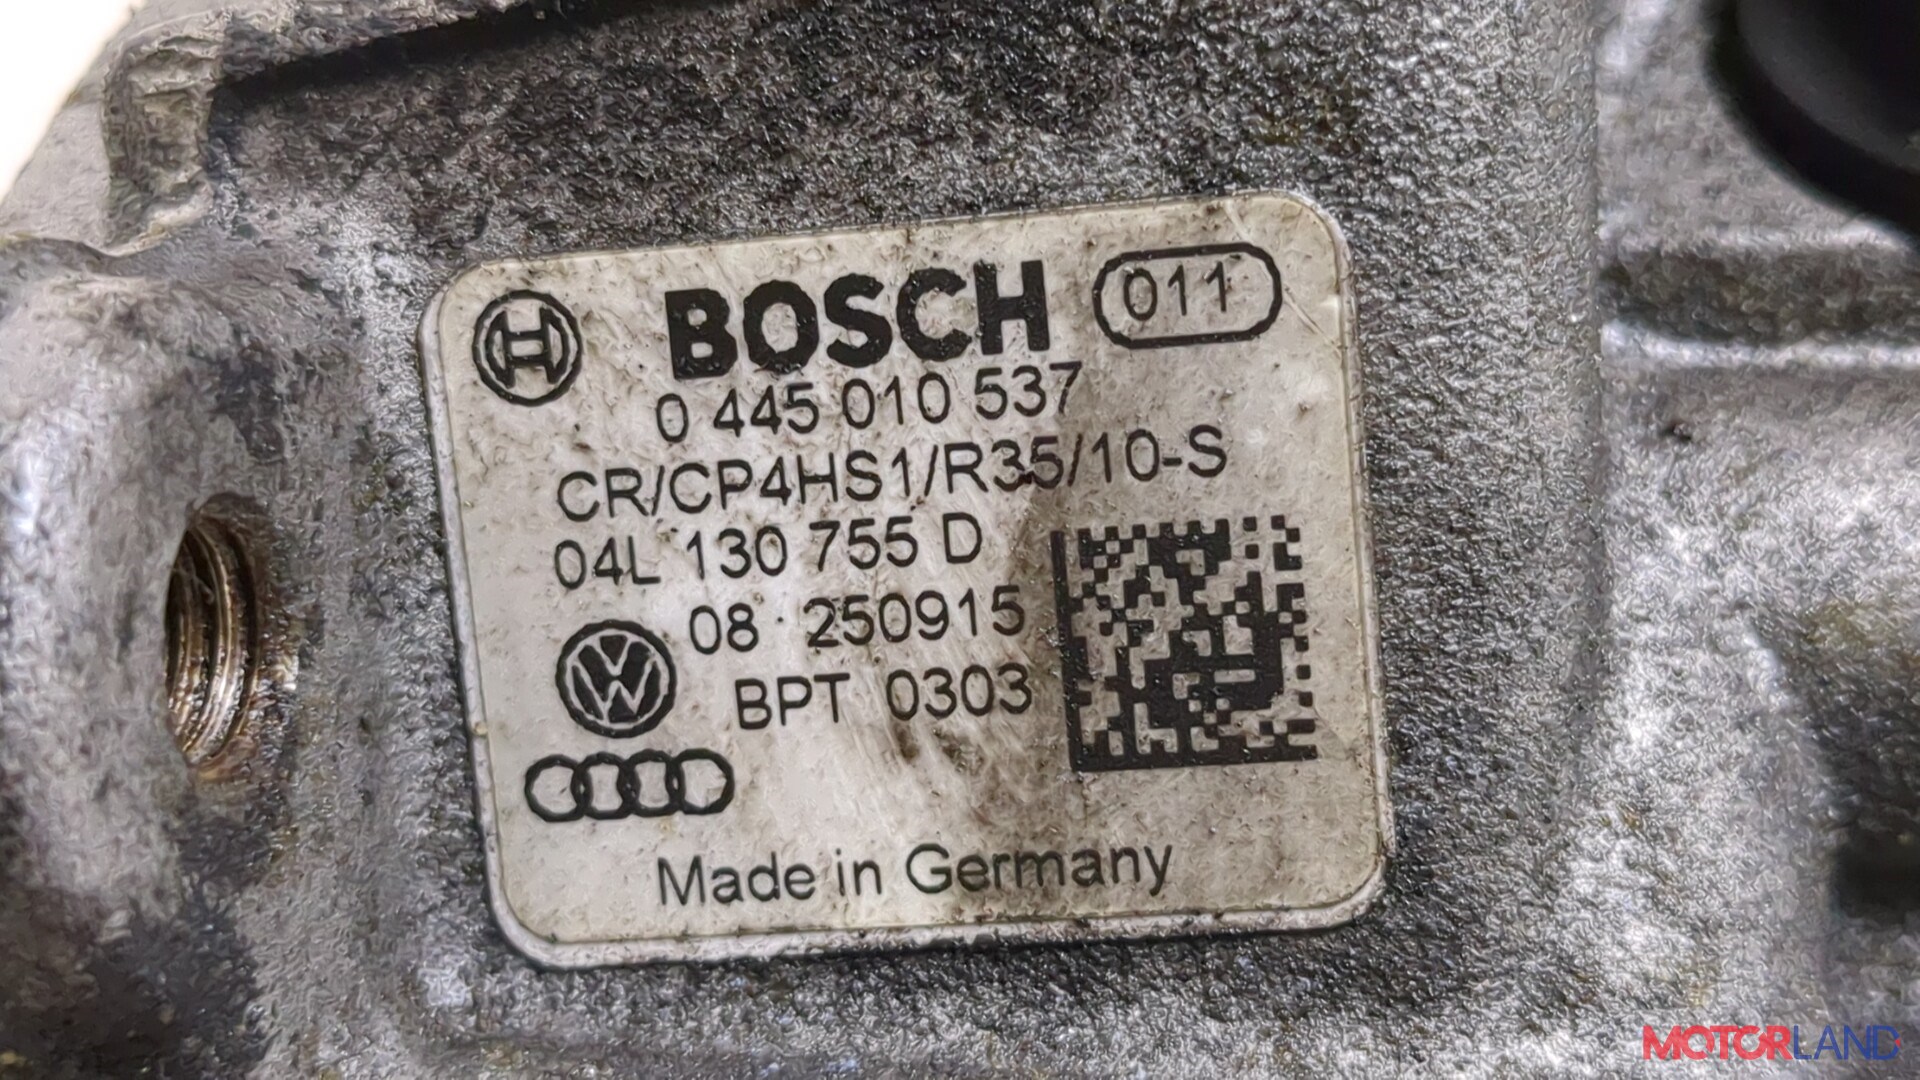 BOSCH 011
0 445 010 537
CR/CP4HS1/R35/10-S
04L 130 755 D
08 250915
BPT 0303
Made in Germany
MOTORLAND